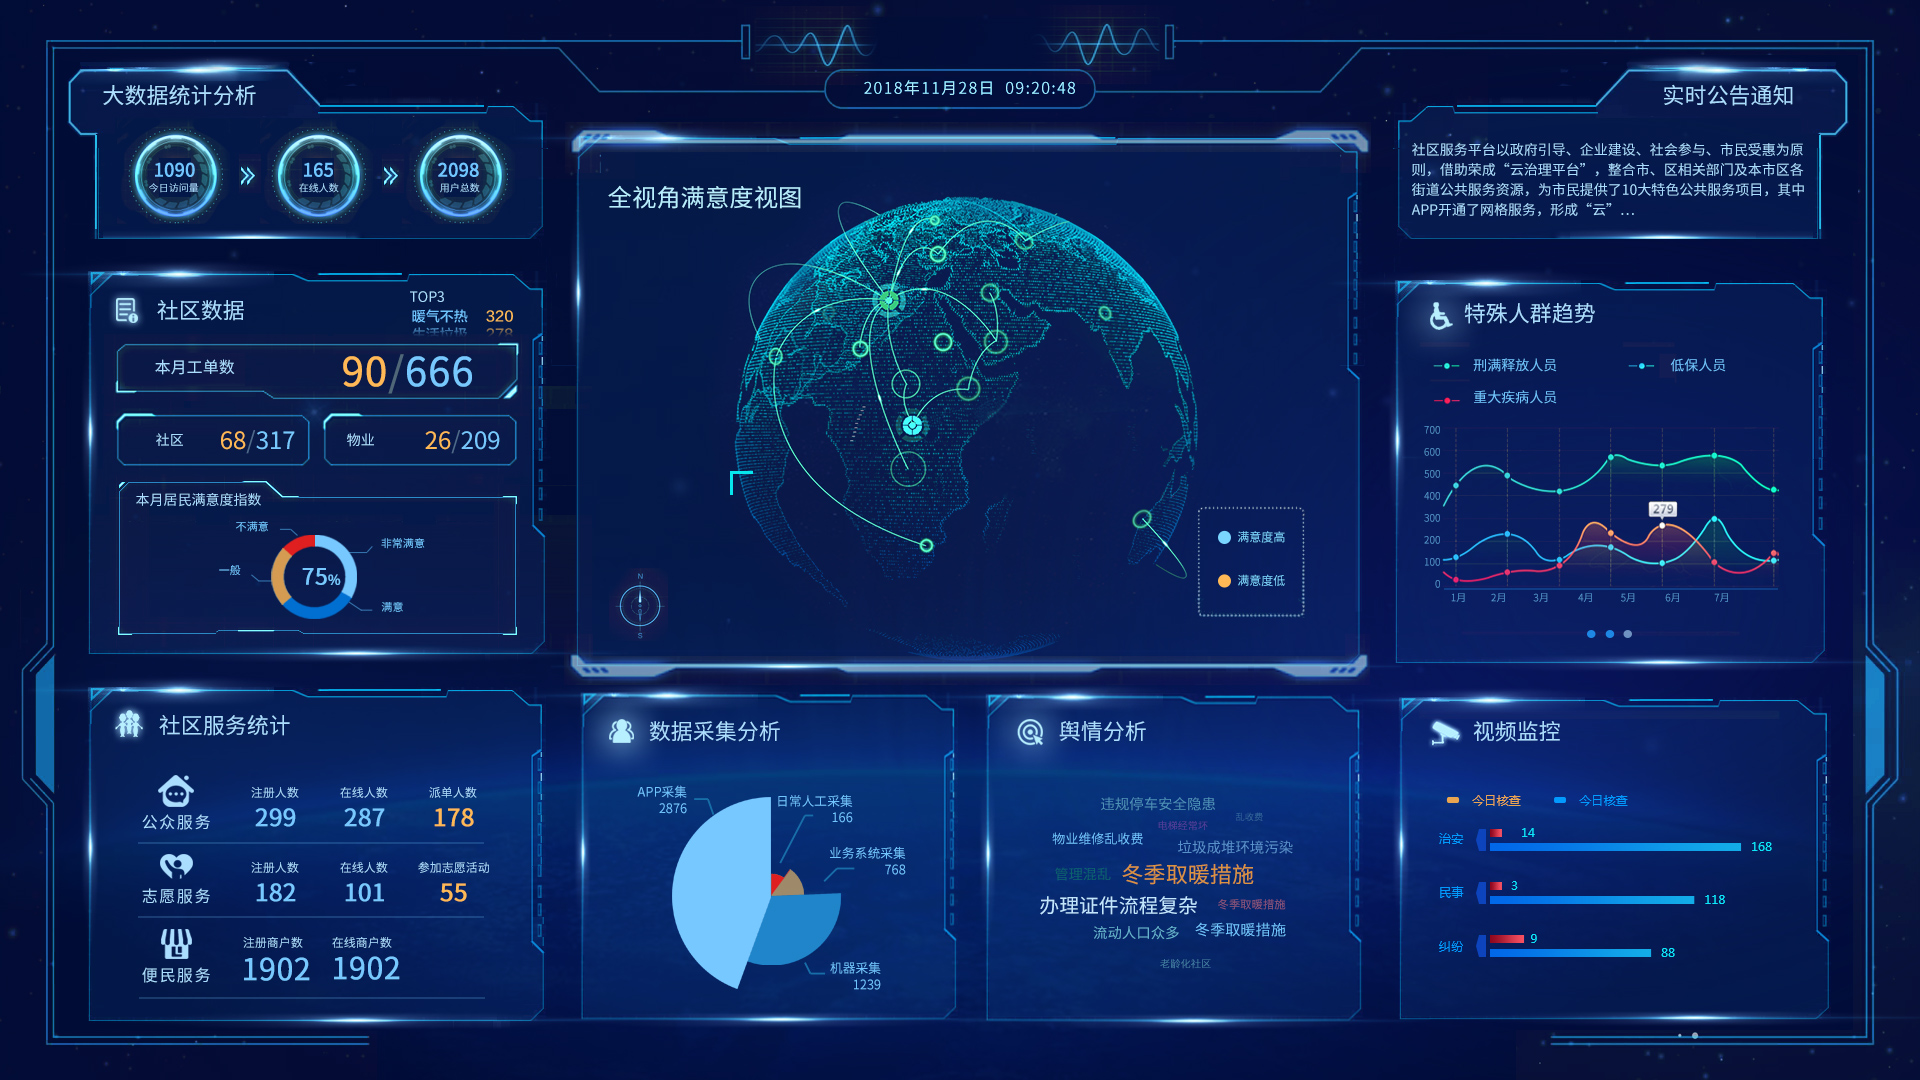 2018年11月28日 09:20:48
大数据统计分析
1090
今日访问量
165
在线人数
2098
用户总数
社区数据
TOP3
暖气不热 320
生活垃圾 278
本月工单数 90/666
社区 68/317
物业 26/209
本月居民满意度指数
不满意
非常满意
一般
75%
满意
社区服务统计
公众服务
注册人数 在线人数 派单人数
299 287 178
志愿服务
注册人数 在线人数 参加志愿活动
182 101 55
便民服务
注册商户数 在线商户数
1902 1902
全视角满意度视图
满意度高
满意度低
N
S
数据采集分析
APP采集
2876
日常人工采集
166
业务系统采集
768
机器采集
1239
舆情分析
违规停车安全隐患
乱收费
电梯经常坏
物业维修乱收费
垃圾成堆环境污染
管理混乱
冬季取暖措施
办理证件流程复杂
冬季取暖措施
流动人口众多
冬季取暖措施
老龄化社区
实时公告通知
社区服务平台以政府引导、企业建设、社会参与、市民受惠为原
则，借助荣成“云治理平台”，整合市、区相关部门及本市区各
街道公共服务资源，为市民提供了10大特色公共服务项目，其中
APP开通了网格服务，形成“云”...
特殊人群趋势
刑满释放人员
低保人员
重大疾病人员
700
600
500
400
300
200
100
0
279
1月 2月 3月 4月 5月 6月 7月
视频监控
今日核查 今日核查
治安 14 168
民事 3 118
纠纷 9 88